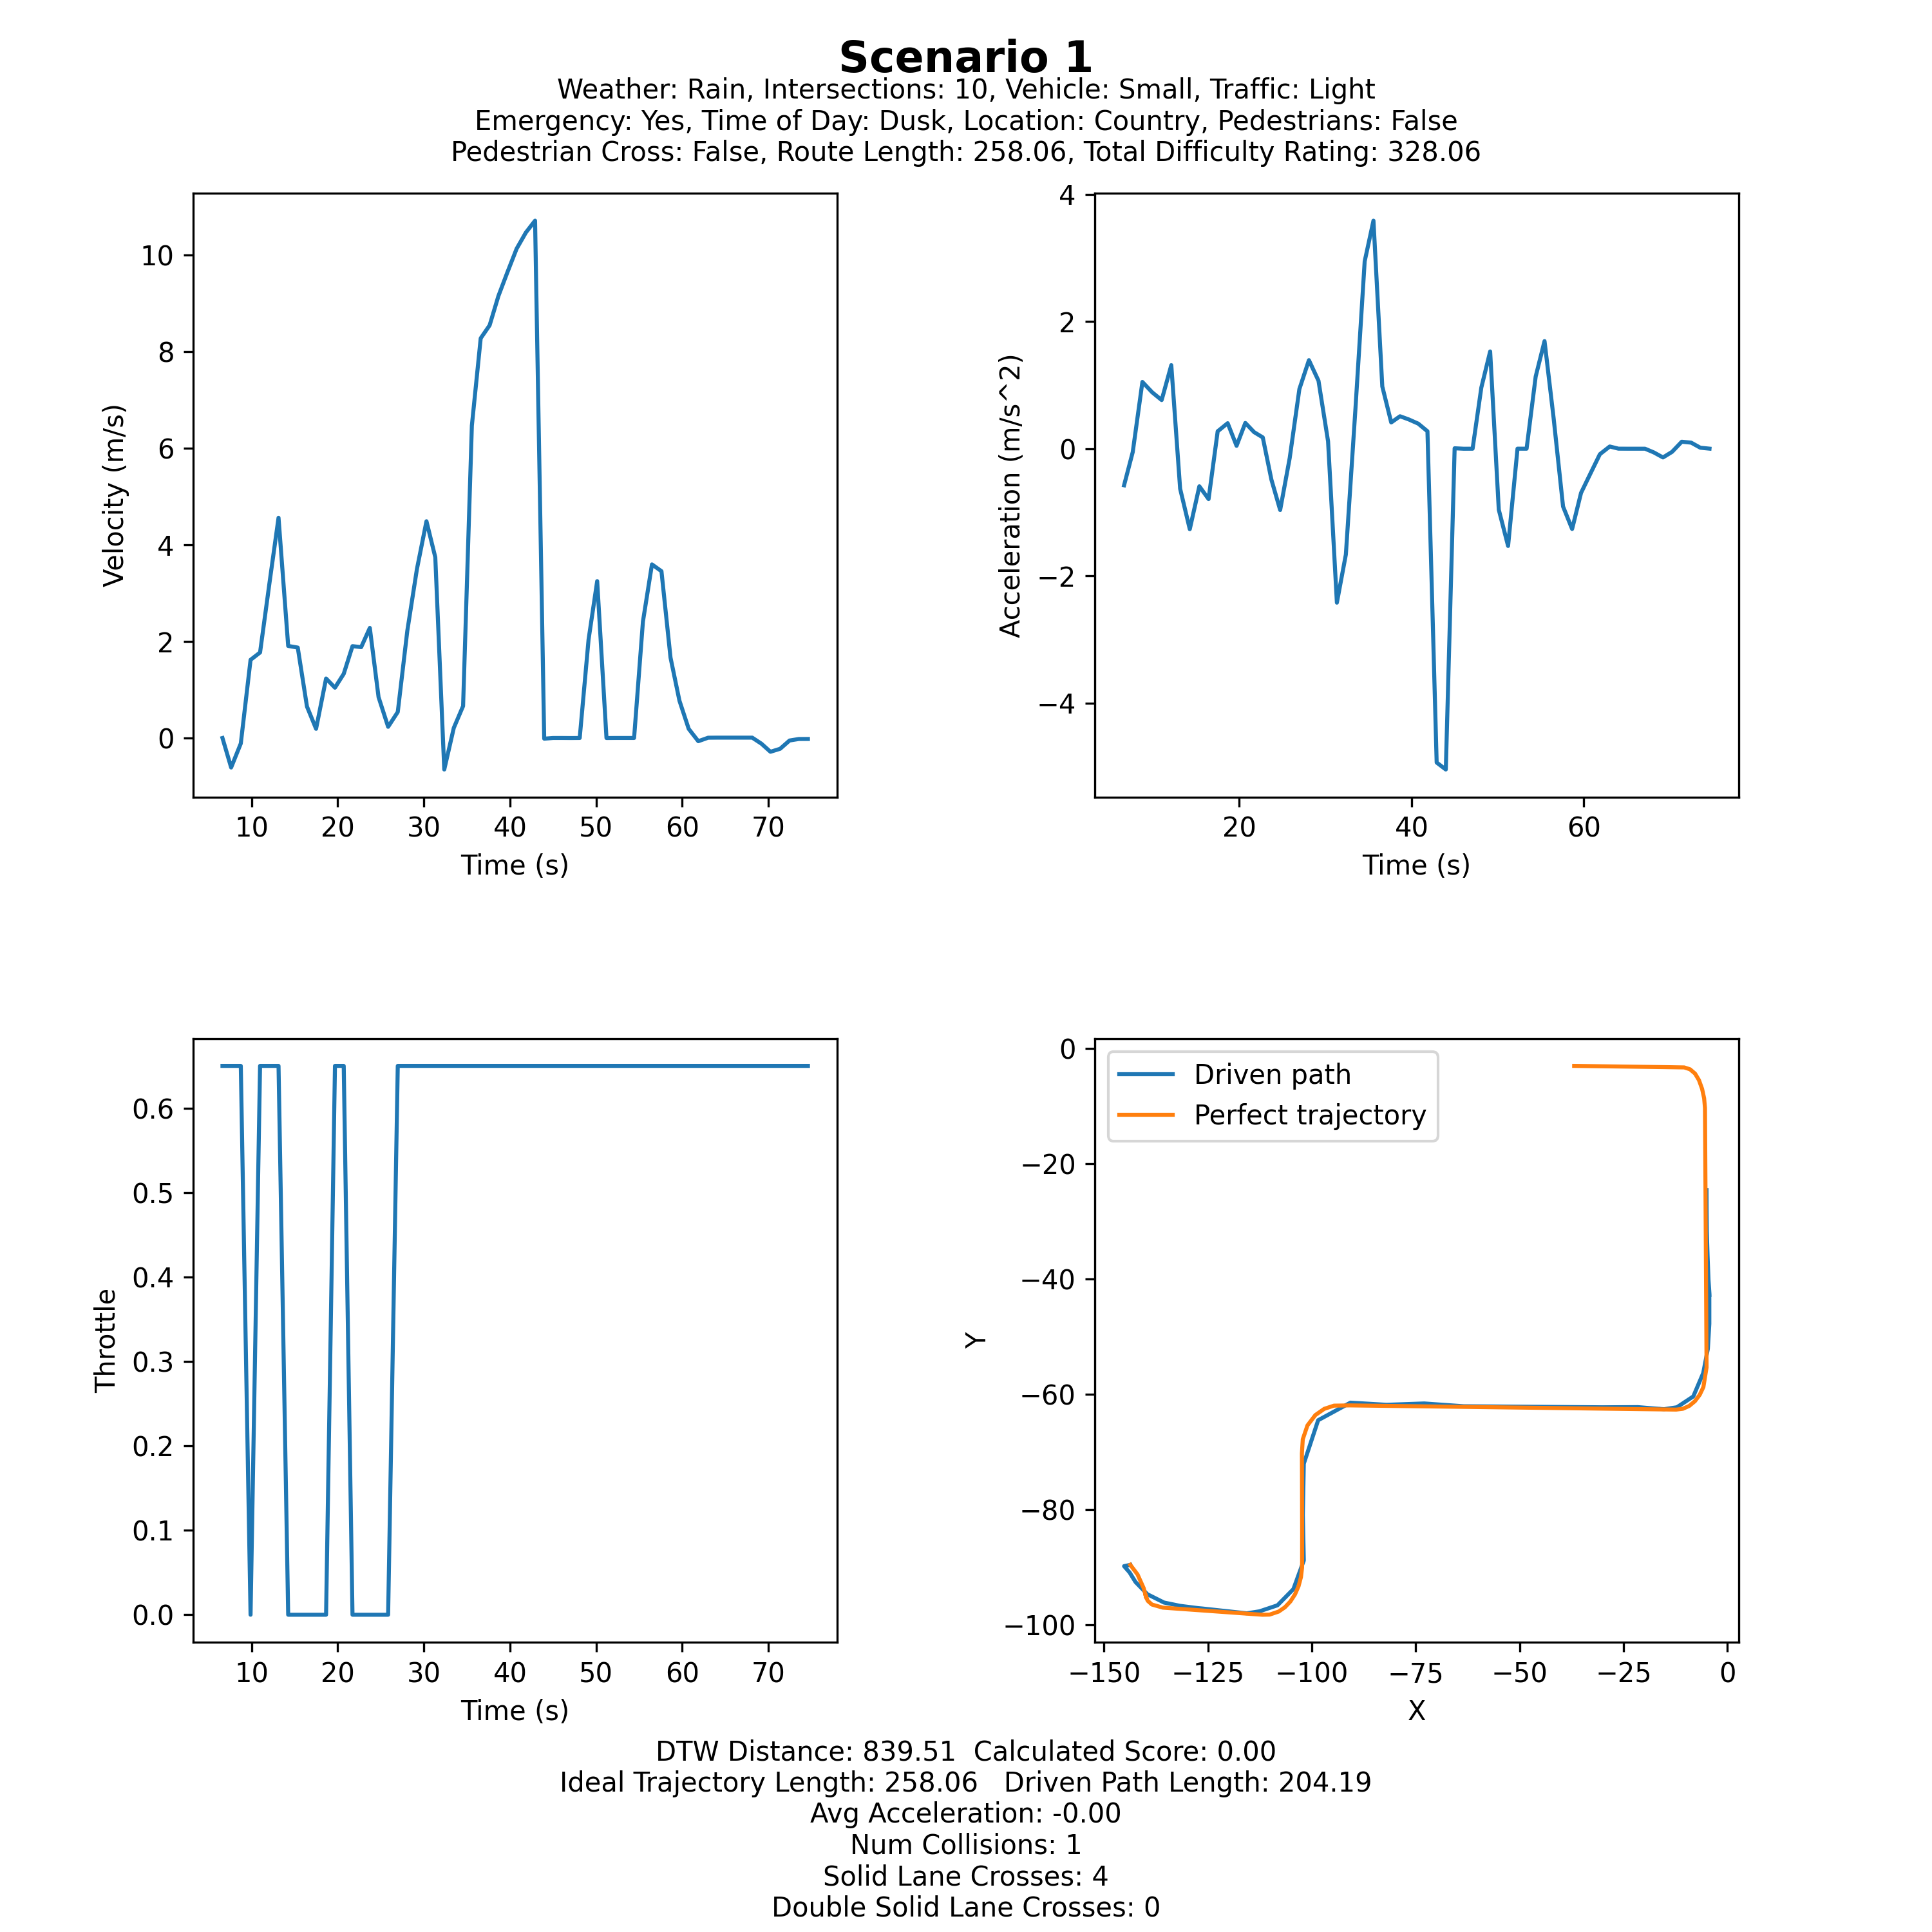 Scenario 1
Weather: Rain, Intersections: 10, Vehicle: Small, Traffic: Light
Emergency: Yes, Time of Day: Dusk, Location: Country, Pedestrians: False
Pedestrian Cross: False, Route Length: 258.06, Total Difficulty Rating: 328.06
Velocity (m/s)
10
8
6
4
2
0
10 20 30 40 50 60 70
Time (s)
Acceleration (m/s^2)
4
2
0
−2
−4
20 40 60
Time (s)
Throttle
0.6
0.5
0.4
0.3
0.2
0.1
0.0
10 20 30 40 50 60 70
Time (s)
Y
0
−20
−40
−60
−80
−100
Driven path
Perfect trajectory
−150 −125 −100 −75 −50 −25 0
X
DTW Distance: 839.51 Calculated Score: 0.00
Ideal Trajectory Length: 258.06 Driven Path Length: 204.19
Avg Acceleration: -0.00
Num Collisions: 1
Solid Lane Crosses: 4
Double Solid Lane Crosses: 0